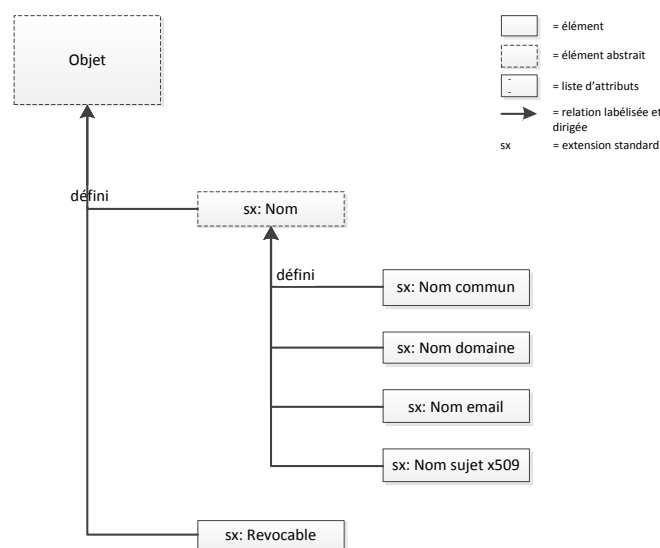 Objet
= élément
= élément abstrait
= liste d'attributs
= relation labélisée et
dirigée
sx = extension standard
défini
sx: Nom
défini
sx: Nom commun
sx: Nom domaine
sx: Nom email
sx: Nom sujet x509
sx: Revocable